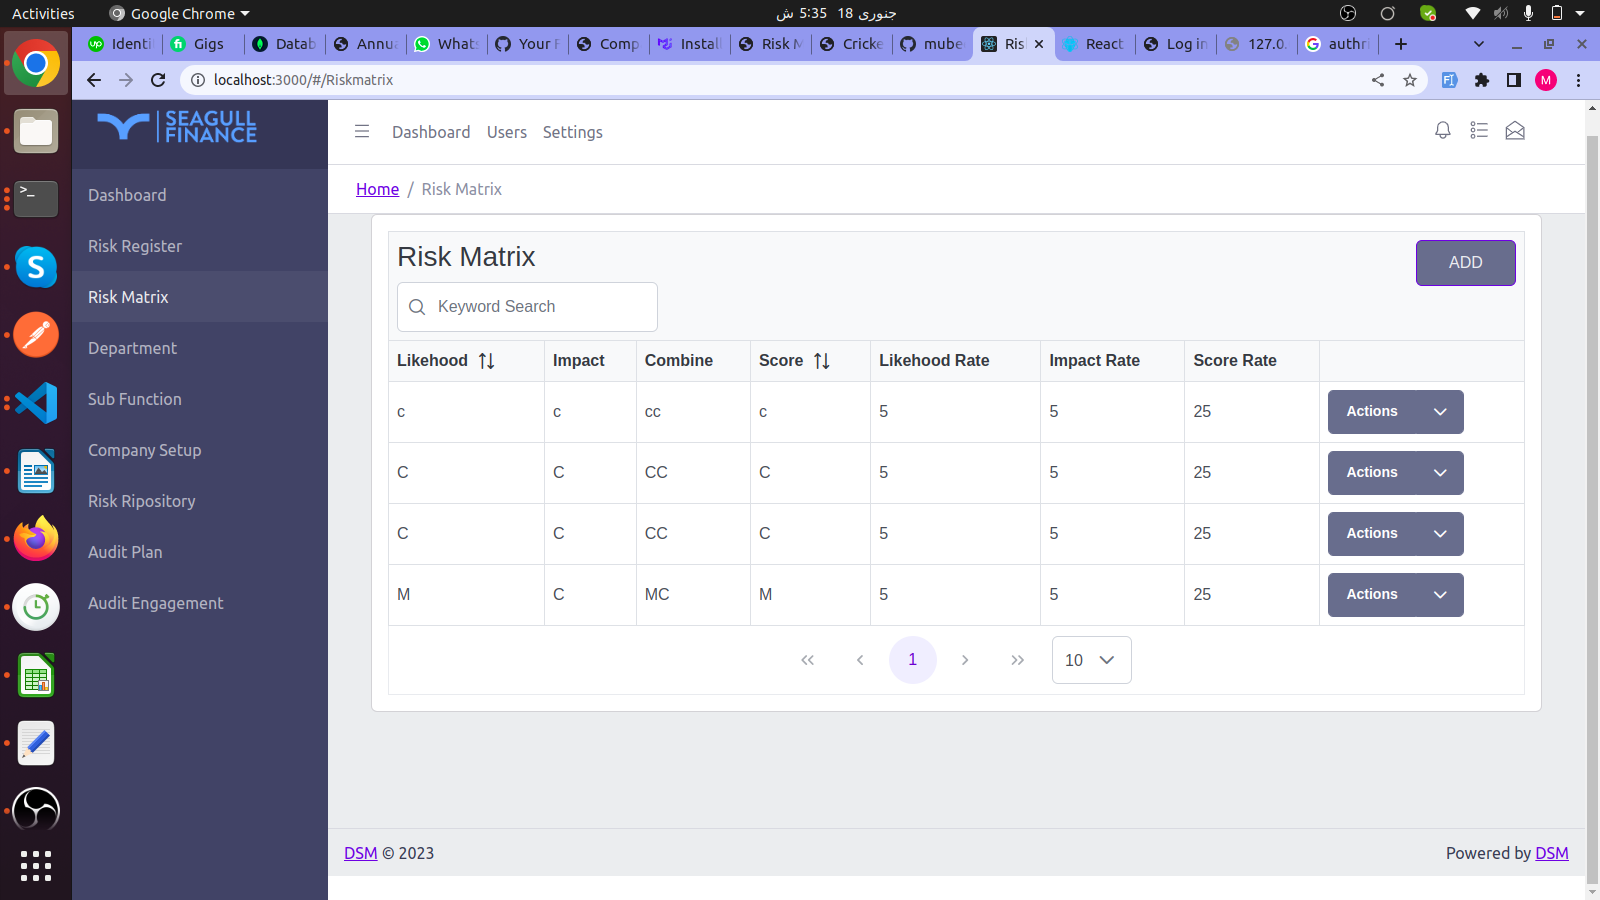 Activities
Google Chrome
جنوری 18  5:35 ش
Identi
Gigs
Datab
Annua
Whats
Your F
Comp
Install
Risk M
Cricke
mube
Ris
React
Log in
127.0.
authri
localhost:3000/#/Riskmatrix
M
SEAGULL
FINANCE
Dashboard
Users
Settings
Home / Risk Matrix
Dashboard
Risk Register
Risk Matrix
Department
Sub Function
Company Setup
Risk Ripository
Audit Plan
Audit Engagement
Risk Matrix
ADD
Keyword Search
Likehood Impact Combine Score Likehood Rate Impact Rate Score Rate
c c cc c 5 5 25 Actions
C C CC C 5 5 25 Actions
C C CC C 5 5 25 Actions
M C MC M 5 5 25 Actions
1
10
DSM © 2023
Powered by DSM